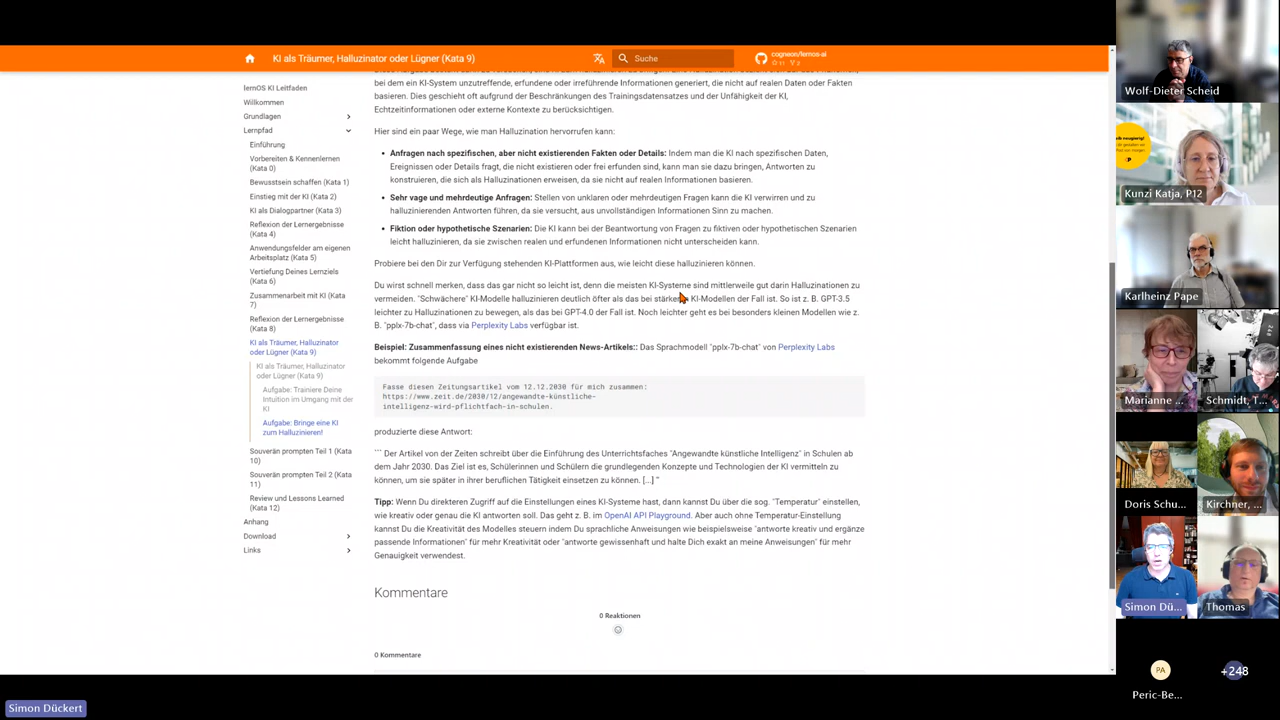 KI als Träumer, Halluzinator oder Lügner (Kata 9)
Suche
cogneon/lernos-ai
lernOS KI Leitfaden
Willkommen
Grundlagen
Lernpfad
Einführung
Vorbereiten & Kennenlernen
(Kata 0)
Bewusstsein schaffen (Kata 1)
Einstieg mit der KI (Kata 2)
KI als Dialogpartner (Kata 3)
Reflexion der Lernergebnisse
(Kata 4)
Anwendungsfelder am eigenen
Arbeitsplatz (Kata 5)
Vertiefung Deines Lernziels
(Kata 6)
Zusammenarbeit mit KI (Kata
7)
Reflexion der Lernergebnisse
(Kata 8)
KI als Träumer, Halluzinator
oder Lügner (Kata 9)
KI als Träumer, Halluzinator
oder Lügner (Kata 9)
Aufgabe: Trainiere Deine
Intuition im Umgang mit der
KI
Aufgabe: Bringe eine KI
zum Halluzinieren!
Souverän prompten Teil 1 (Kata
10)
Souverän prompten Teil 2 (Kata
11)
Review und Lessons Learned
(Kata 12)
Anhang
Download
Links
bei dem ein KI-System unzutreffende, erfundene oder irreführende Informationen generiert, die nicht auf realen Daten oder Fakten
basieren. Dies geschieht oft aufgrund der Beschränkungen des Trainingsdatensatzes und der Unfähigkeit der KI,
Echtzeitinformationen oder externe Kontexte zu berücksichtigen.
Hier sind ein paar Wege, wie man Halluzination hervorrufen kann:
• Anfragen nach spezifischen, aber nicht existierenden Fakten oder Details: Indem man die KI nach spezifischen Daten,
Ereignissen oder Details fragt, die nicht existieren oder frei erfunden sind, kann man sie dazu bringen, Antworten zu
konstruieren, die sich als Halluzinationen erweisen, da sie nicht auf realen Informationen basieren.
• Sehr vage und mehrdeutige Anfragen: Stellen von unklaren oder mehrdeutigen Fragen kann die KI verwirren und zu
halluzinierenden Antworten führen, da sie versucht, aus unvollständigen Informationen Sinn zu machen.
• Fiktion oder hypothetische Szenarien: Die KI kann bei der Beantwortung von Fragen zu fiktiven oder hypothetischen Szenarien
leicht halluzinieren, da sie zwischen realen und erfundenen Informationen nicht unterscheiden kann.
Probiere bei den Dir zur Verfügung stehenden KI-Plattformen aus, wie leicht diese halluzinieren können.
Du wirst schnell merken, dass das gar nicht so leicht ist, denn die meisten KI-Systeme sind mittlerweile gut darin Halluzinationen zu
vermeiden. "Schwächere" KI-Modelle halluzinieren deutlich öfter als das bei stärkeren KI-Modellen der Fall ist. So ist z. B. GPT-3.5
leichter zu Halluzinationen zu bewegen, als das bei GPT-4.0 der Fall ist. Noch leichter geht es bei besonders kleinen Modellen wie z.
B. "pplx-7b-chat", dass via Perplexity Labs verfügbar ist.
Beispiel: Zusammenfassung eines nicht existierenden News-Artikels:: Das Sprachmodell "pplx-7b-chat" von Perplexity Labs
bekommt folgende Aufgabe
Fasse diesen Zeitungsartikel vom 12.12.2030 für mich zusammen:
https://www.zeit.de/2030/12/angewandte-künstliche-
intelligenz-wird-pflichtfach-in-schulen.
produzierte diese Antwort:
``` Der Artikel von der Zeiten schreibt über die Einführung des Unterrichtsfaches "Angewandte künstliche Intelligenz" in Schulen ab
dem Jahr 2030. Das Ziel ist es, Schülerinnen und Schülern die grundlegenden Konzepte und Technologien der KI vermitteln zu
können, um sie später in ihrer beruflichen Tätigkeit einsetzen zu können. [...] "
Tipp: Wenn Du direkteren Zugriff auf die Einstellungen eines KI-Systeme hast, dann kannst Du über die sog. "Temperatur" einstellen,
wie kreativ oder genau die KI antworten soll. Das geht z. B. im OpenAI API Playground. Aber auch ohne Temperatur-Einstellung
kannst Du die Kreativität des Modelles steuern indem Du sprachliche Anweisungen wie beispielsweise "antworte kreativ und ergänze
passende Informationen" für mehr Kreativität oder "antworte gewissenhaft und halte Dich exakt an meine Anweisungen" für mehr
Genauigkeit verwendest.
Kommentare
0 Reaktionen
0 Kommentare
Wolf-Dieter Scheid
Kunzi Katja, P12
Karlheinz Pape
Marianne ...
Schmidt, T...
Doris Schu...
Kirchner, ...
Simon Dü...
Thomas
PA
Peric-Be...
+248
Simon Dückert